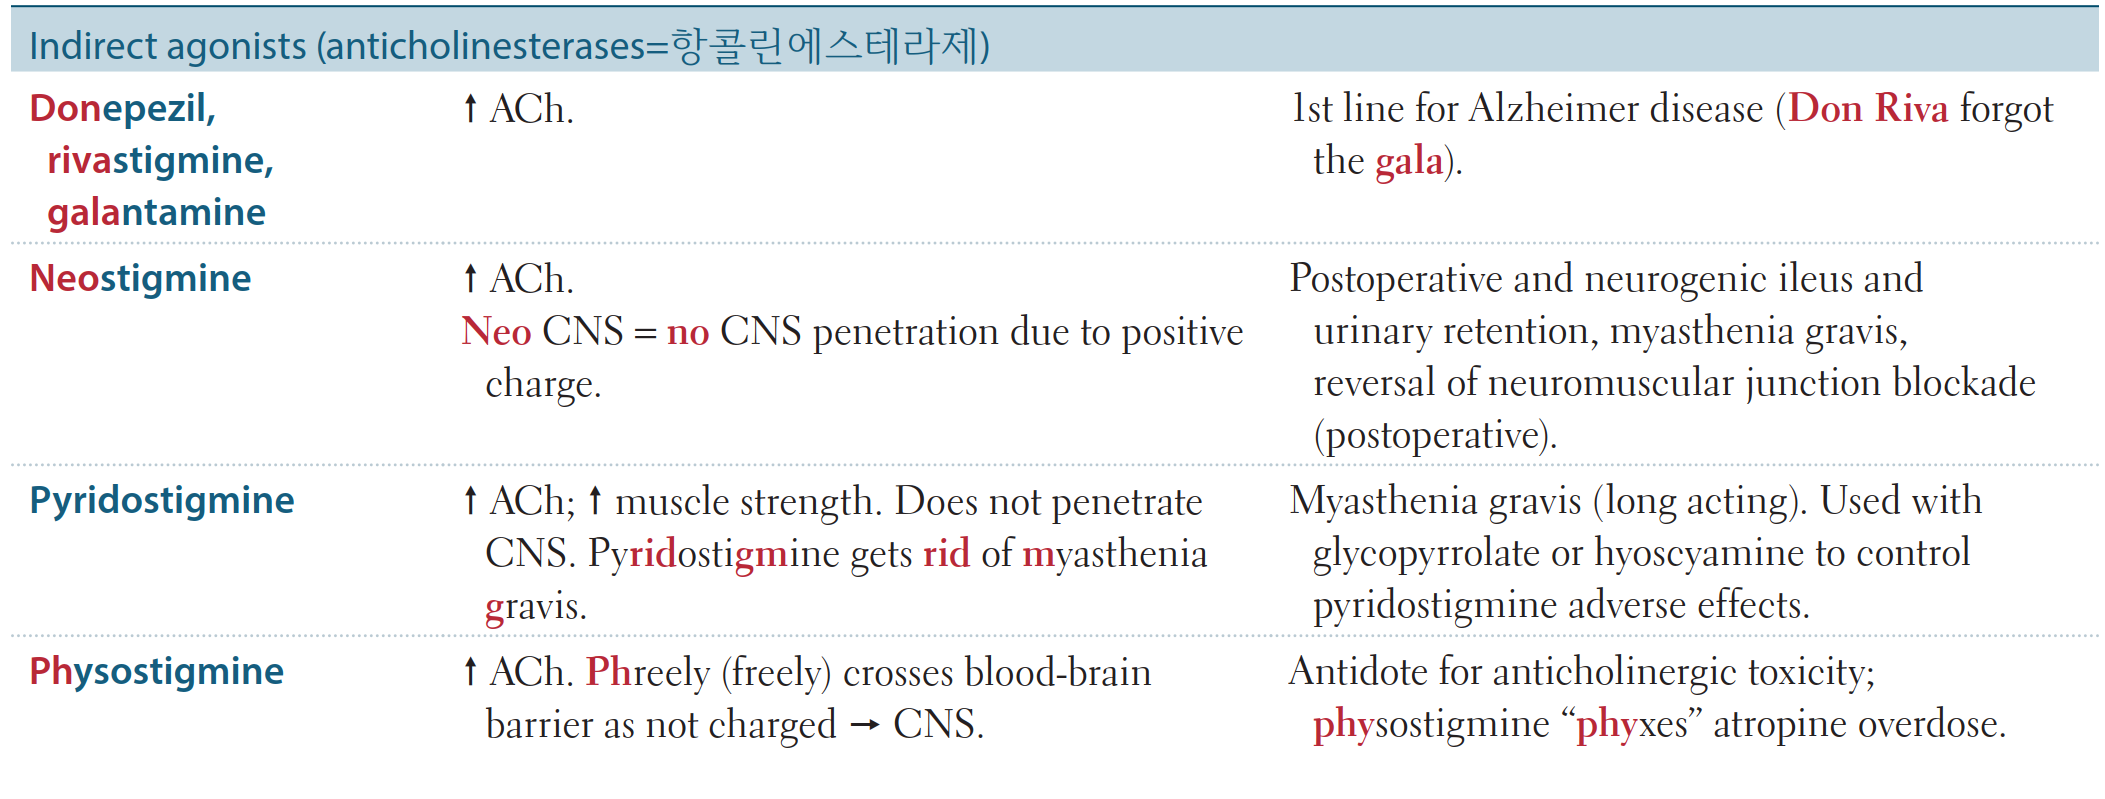 Indirect agonists (anticholinesterases=항콜린에스테라제)
Donepezil,
rivastigmine,
galantamine
↑ ACh.
1st line for Alzheimer disease (Don Riva forgot
the gala).
Neostigmine
↑ ACh.
Neo CNS = no CNS penetration due to positive
charge.
Postoperative and neurogenic ileus and
urinary retention, myasthenia gravis,
reversal of neuromuscular junction blockade
(postoperative).
Pyridostigmine
↑ ACh; ↑ muscle strength. Does not penetrate
CNS. Pyridostigmine gets rid of myasthenia
gravis.
Myasthenia gravis (long acting). Used with
glycopyrrolate or hyoscyamine to control
pyridostigmine adverse effects.
Physostigmine
↑ ACh. Phreely (freely) crosses blood-brain
barrier as not charged → CNS.
Antidote for anticholinergic toxicity;
physostigmine “phyxes” atropine overdose.